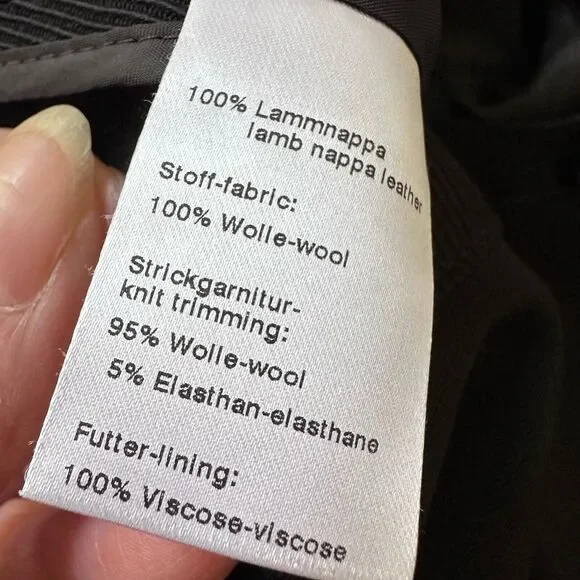 100% Lammnappa
lamb nappa leather
Stoff-fabric:
100% Wolle-wool
Strickgarnitur-
knit trimming:
95% Wolle-wool
5% Elasthan-elasthane
Futter-lining:
100% Viscose-viscose